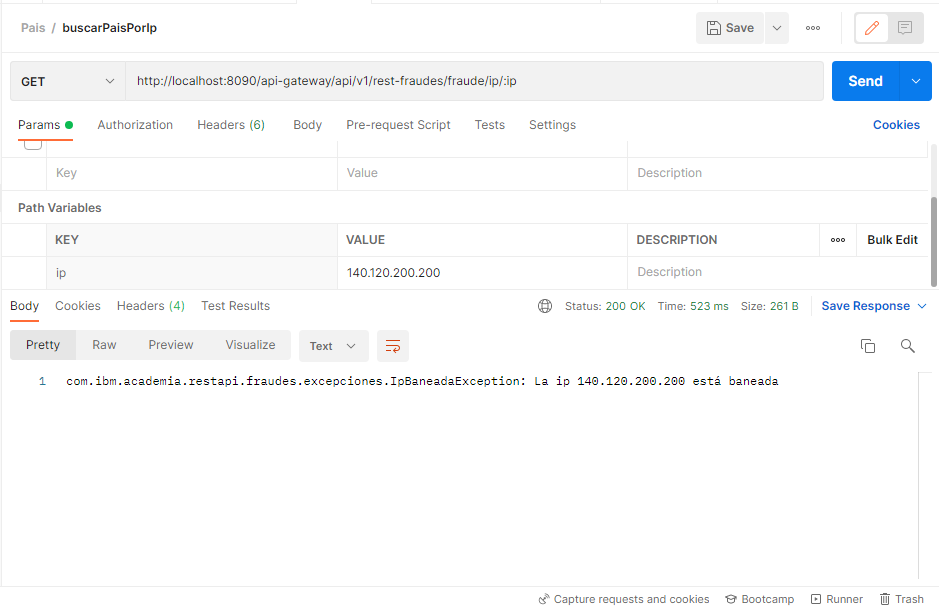 Pais / buscarPaisPorIp Save
GET http://localhost:8090/api-gateway/api/v1/rest-fraudes/fraude/ip/:ip Send
Params Authorization Headers (6) Body Pre-request Script Tests Settings Cookies
Key Value Description
Path Variables
KEY VALUE DESCRIPTION Bulk Edit
ip 140.120.200.200 Description
Body Cookies Headers (4) Test Results Status: 200 OK Time: 523 ms Size: 261 B Save Response
Pretty Raw Preview Visualize Text
1 com.ibm.academia.restapi.fraudes.excepciones.IpBaneadaException: La ip 140.120.200.200 está baneada
Capture requests and cookies Bootcamp Runner Trash